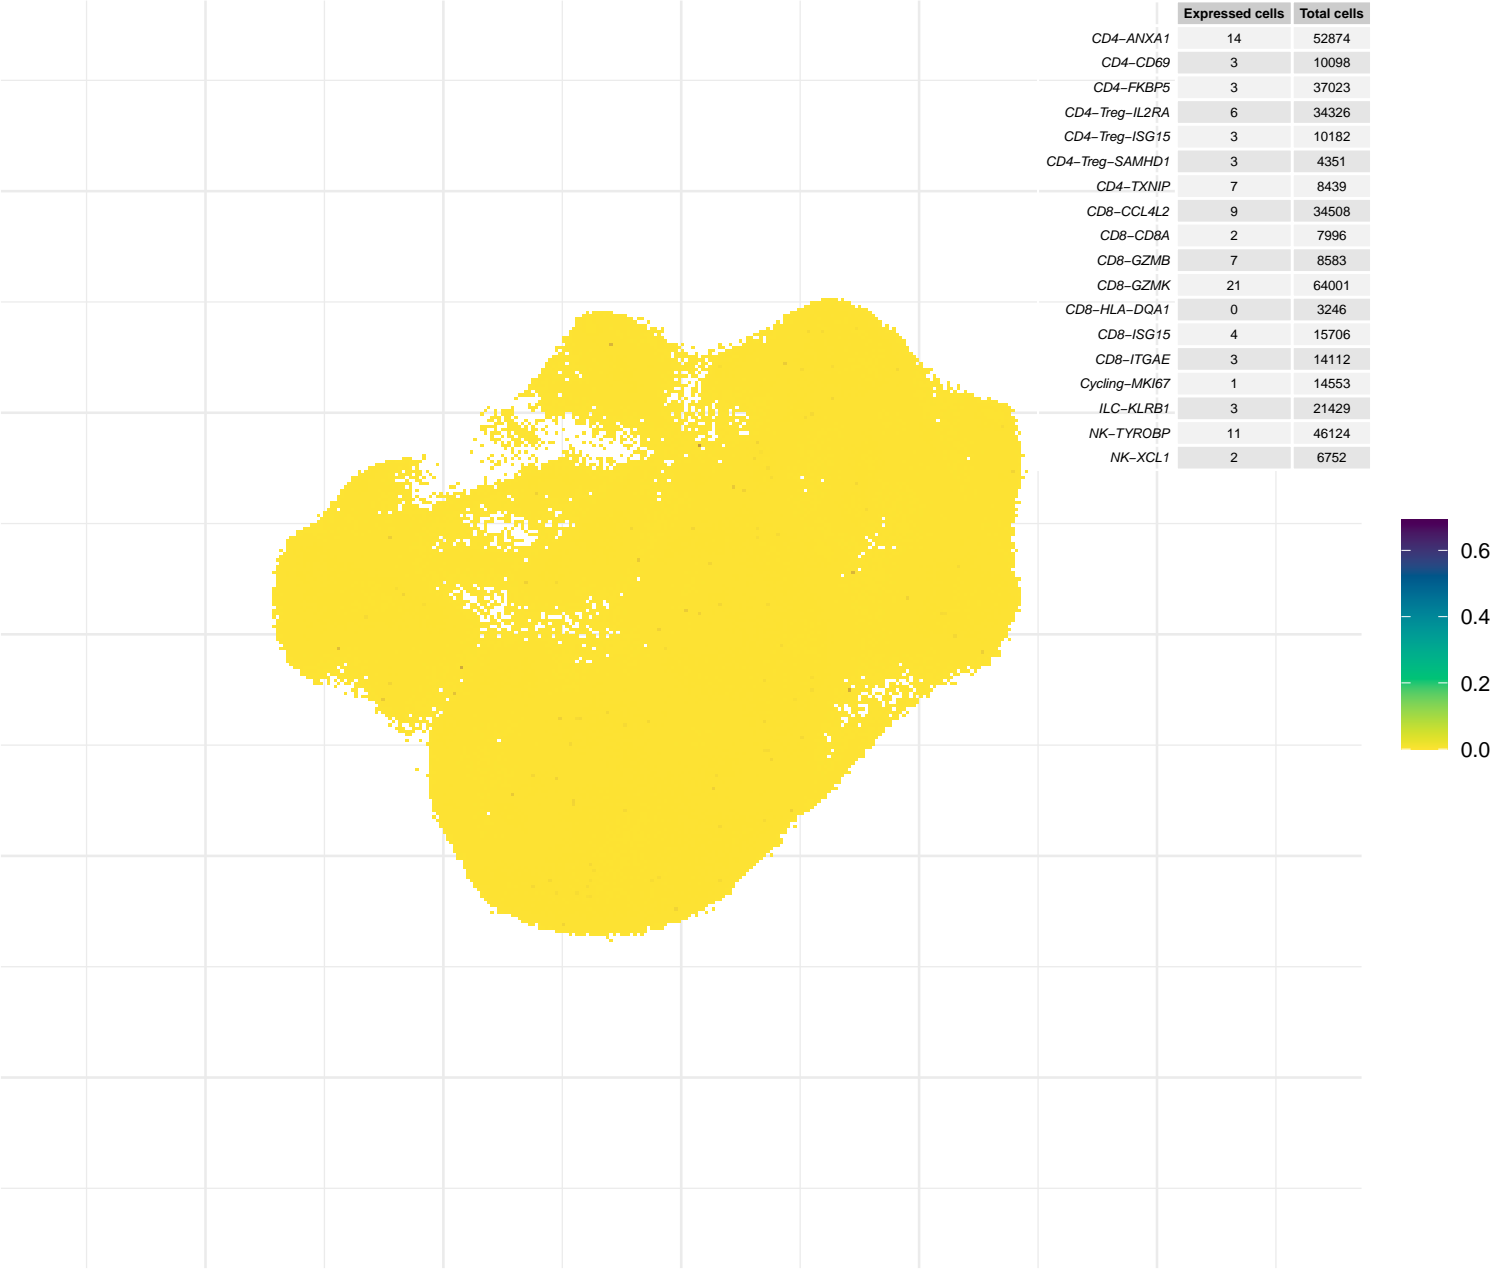 Expressed cells Total cells
CD4−ANXA1 14 52874
CD4−CD69 3 10098
CD4−FKBP5 3 37023
CD4−Treg−IL2RA 6 34326
CD4−Treg−ISG15 3 10182
CD4−Treg−SAMHD1 3 4351
CD4−TXNIP 7 8439
CD8−CCL4L2 9 34508
CD8−CD8A 2 7996
CD8−GZMB 7 8583
CD8−GZMK 21 64001
CD8−HLA−DQA1 0 3246
CD8−ISG15 4 15706
CD8−ITGAE 3 14112
Cycling−MKI67 1 14553
ILC−KLRB1 3 21429
NK−TYROBP 11 46124
NK−XCL1 2 6752
0.6
0.4
0.2
0.0